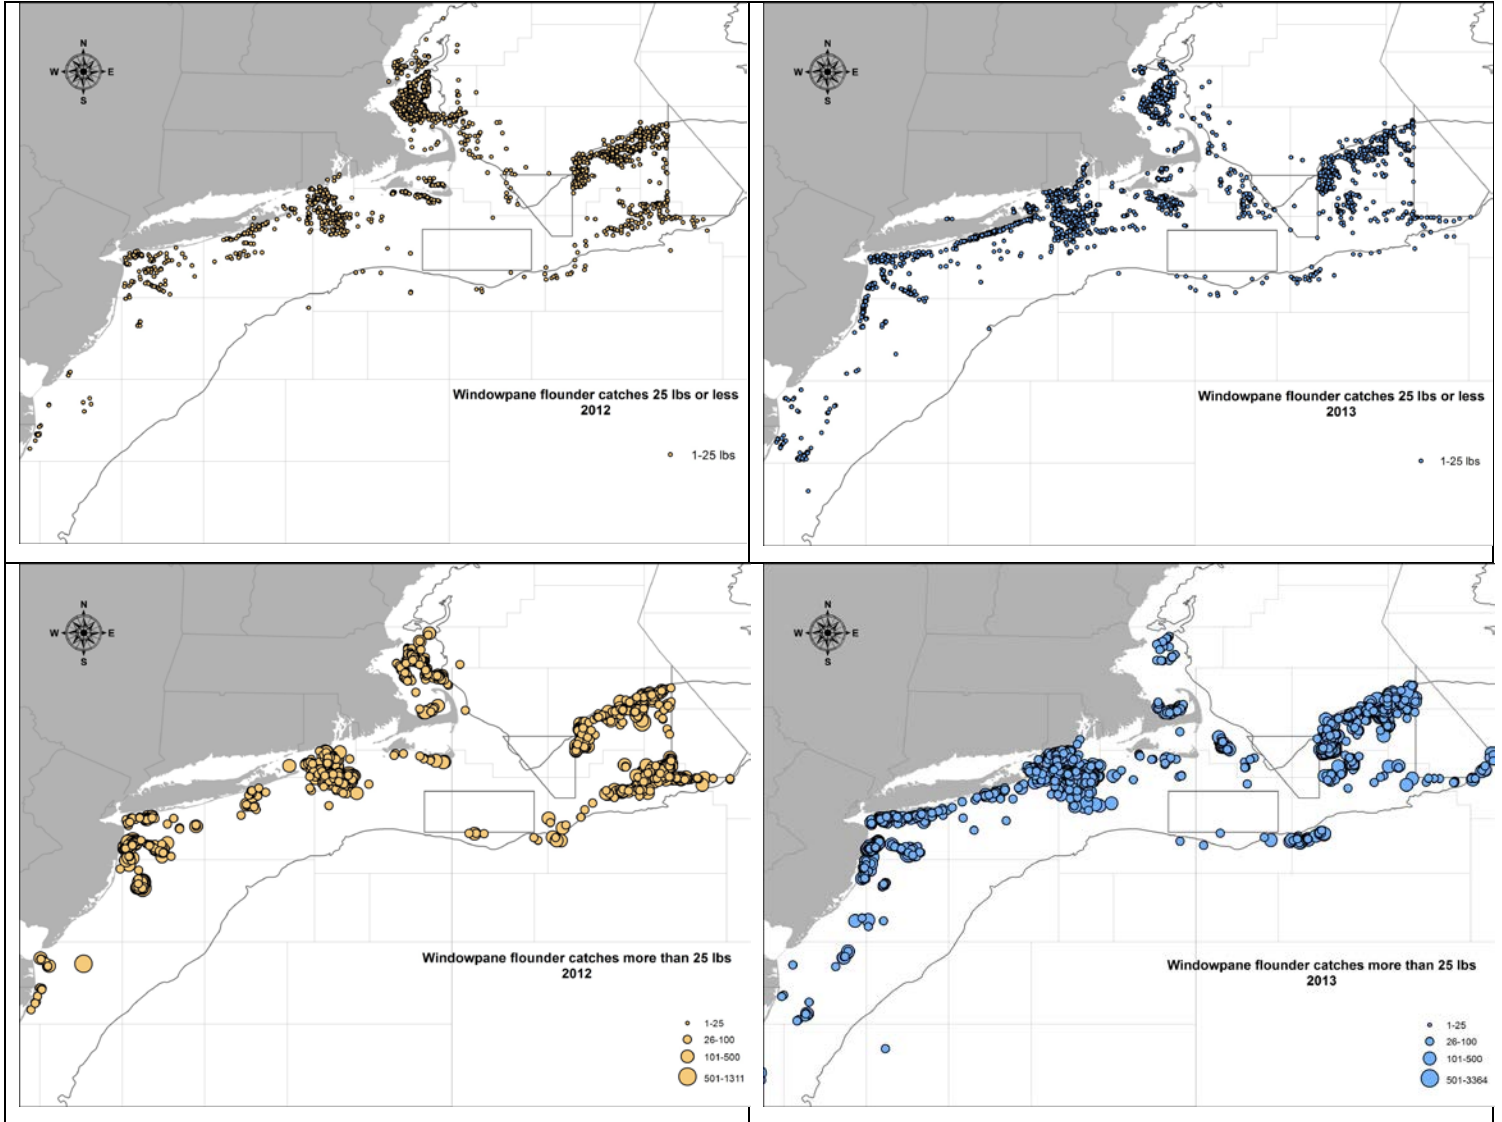 N
W E
S
Windowpane flounder catches 25 lbs or less
2012
1-25 lbs
N
W E
S
Windowpane flounder catches 25 lbs or less
2013
1-25 lbs
N
W E
S
Windowpane flounder catches more than 25 lbs
2012
1-25
26-100
101-500
501-1311
N
W E
S
Windowpane flounder catches more than 25 lbs
2013
1-25
26-100
101-500
501-3364